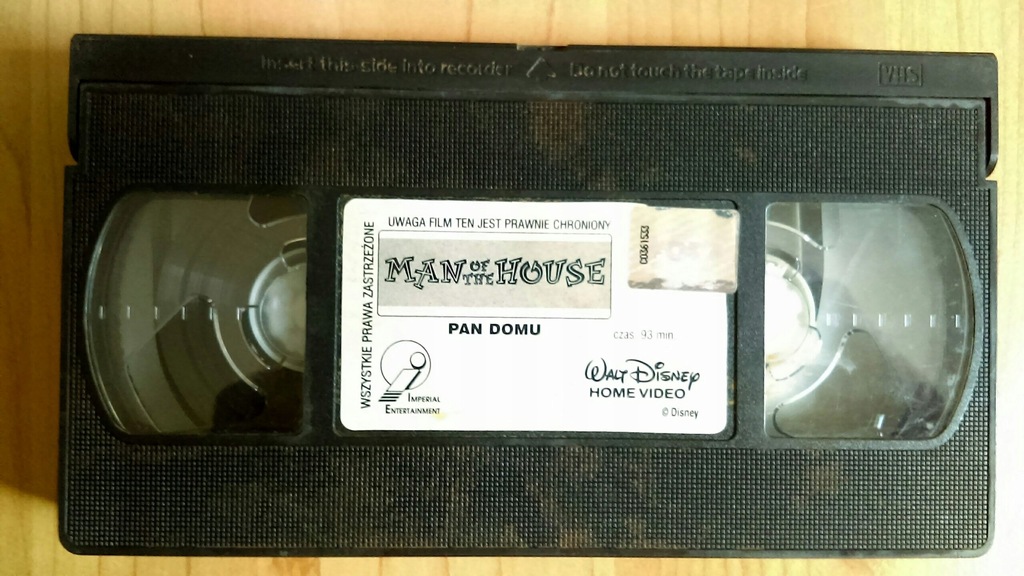 Insert this side into recorder Do not touch the tape inside VHS
WSZYSTKIE PRAWA ZASTRZEŻONE
UWAGA FILM TEN JEST PRAWNIE CHRONIONY
MAN OF THE HOUSE
PAN DOMU
czas 93 min
IMPERIAL
ENTERTAINMENT
WALT DISNEY
HOME VIDEO
© Disney